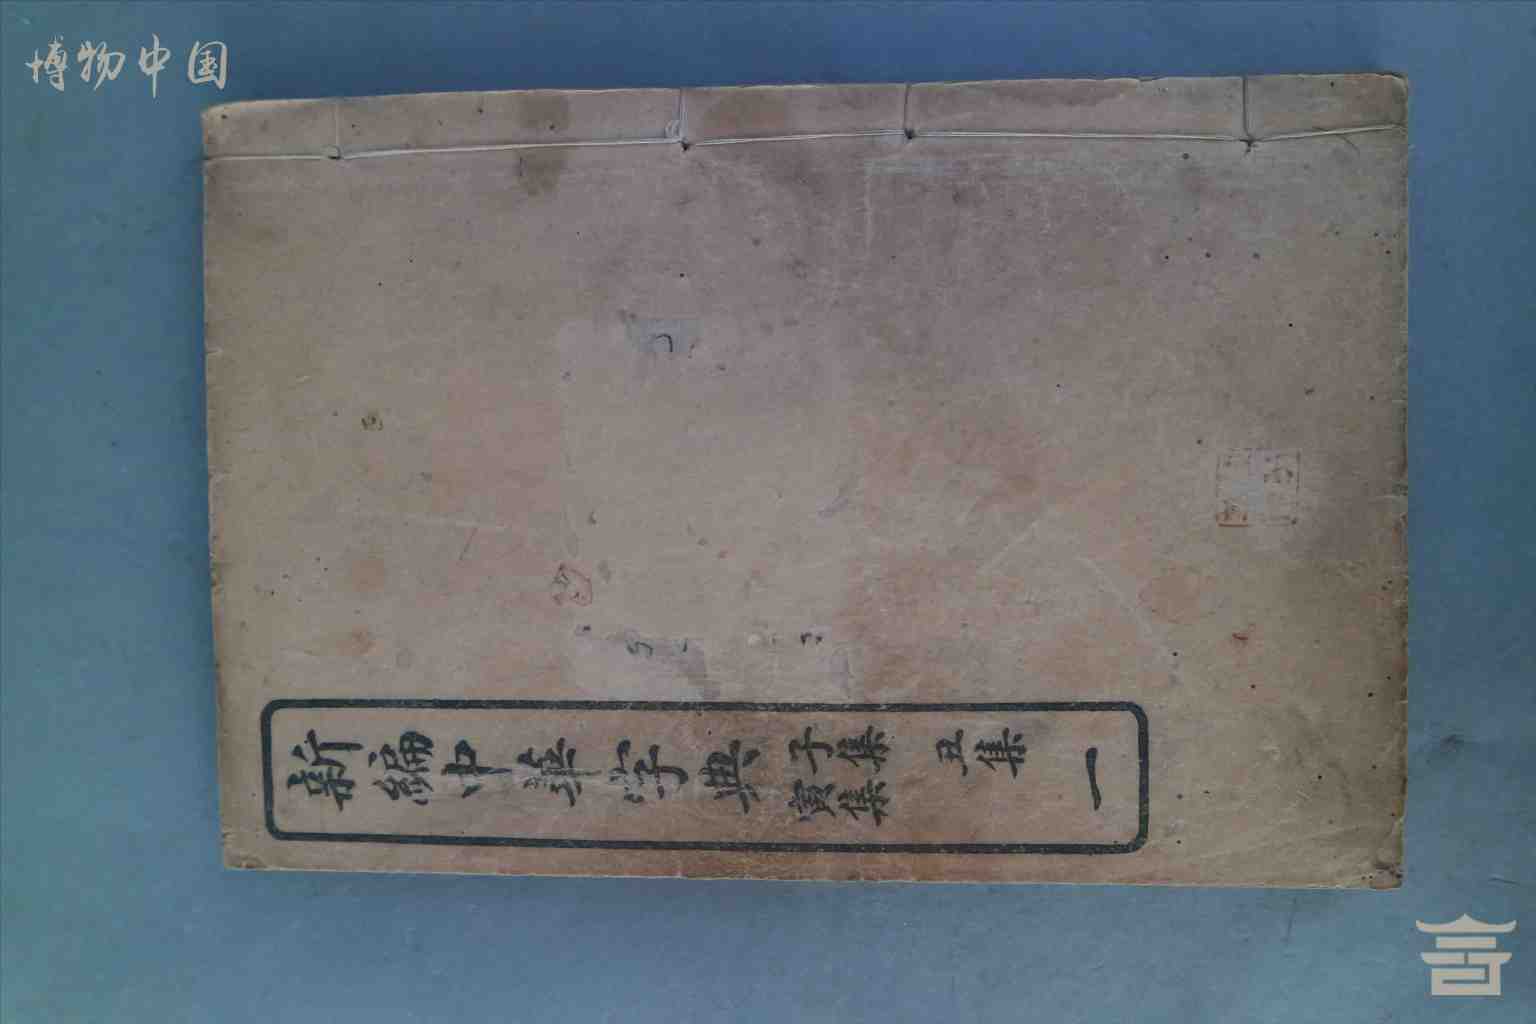 博物中国
新編中華字典
子集
丑集
寅集
一